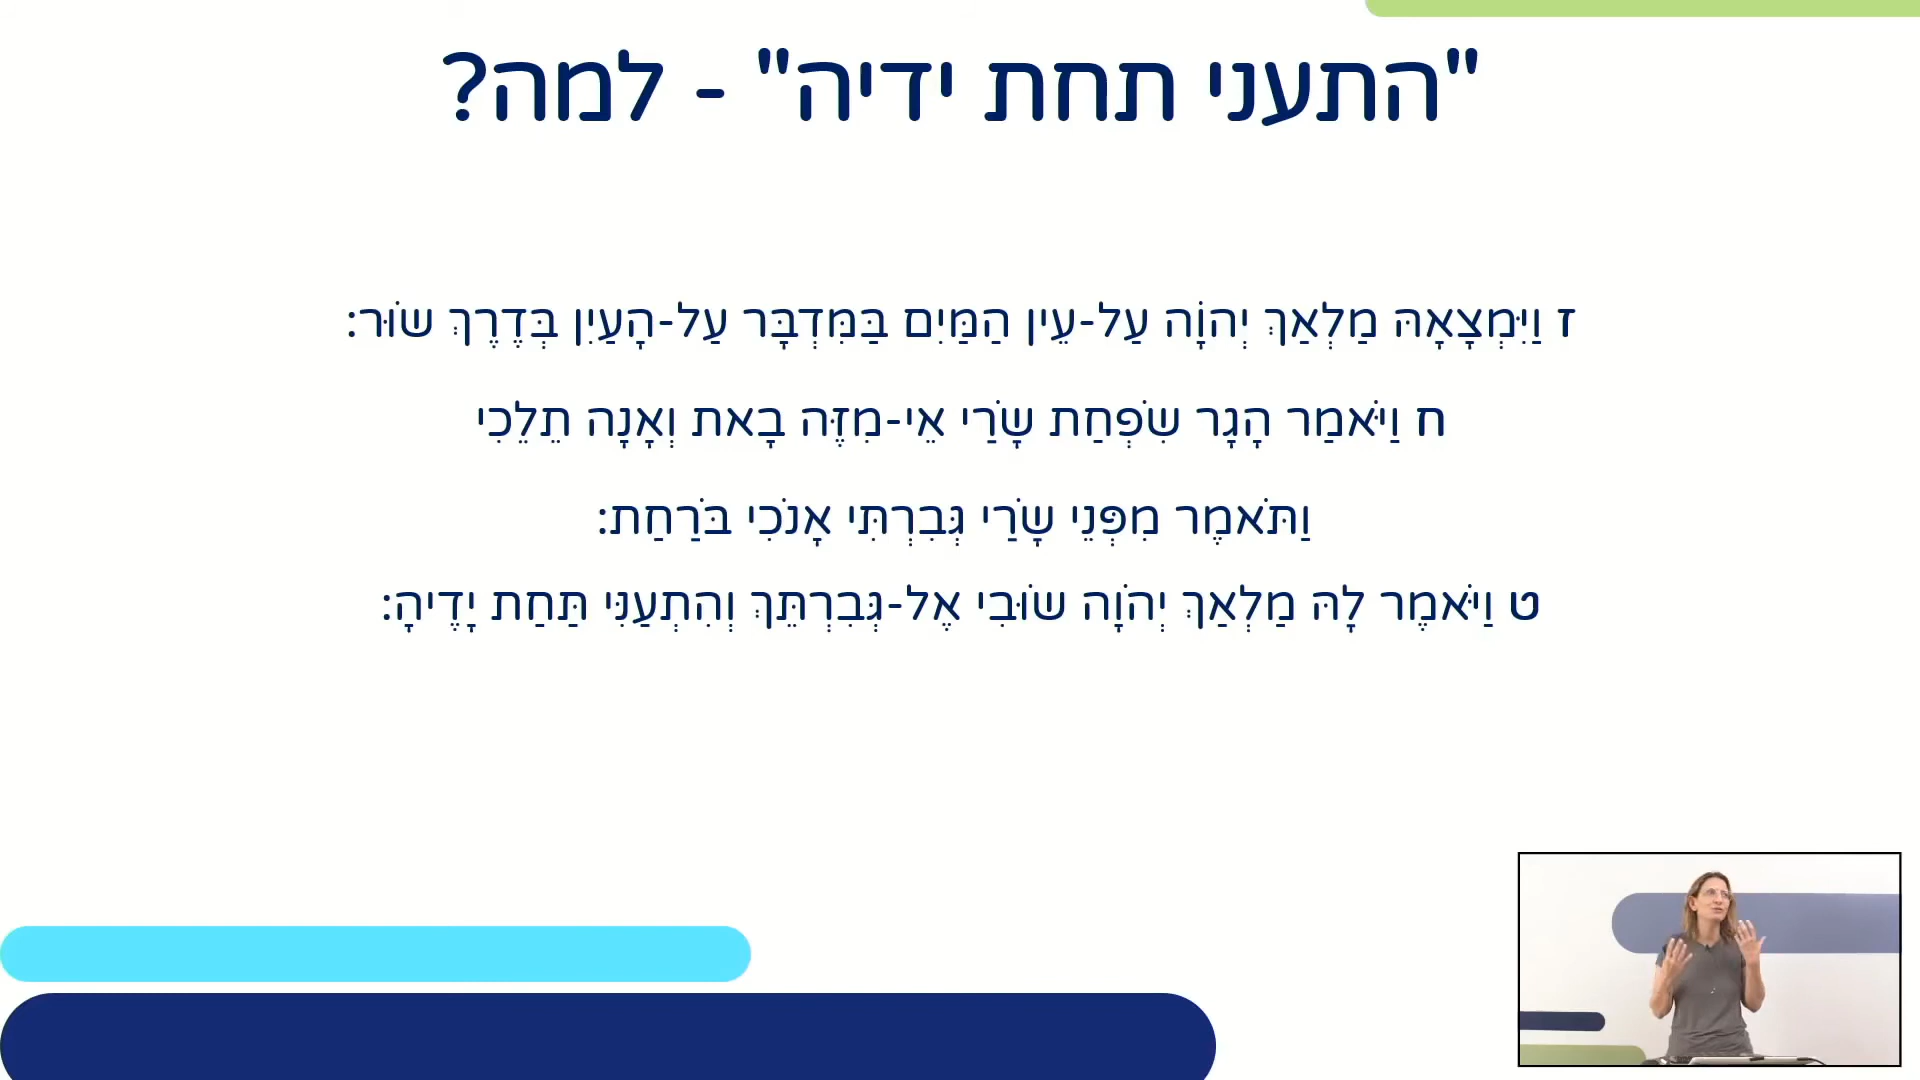 "התעני תחת ידיה" - למה?
ז וַיִּמְצָאָהּ מַלְאַךְ יְהוָֹה עַל-עֵין הַמַּיִם בַּמִּדְבָּר עַל-הָעַיִן בְּדֶרֶךְ שׁוּר:
ח וַיֹּאמַר הָגָר שִׁפְחַת שָׂרַי אֵי-מִזֶּה בָאת וְאָנָה תֵלֵכִי
וַתֹּאמֶר מִפְּנֵי שָׂרַי גְּבִרְתִּי אָנֹכִי בֹּרַחַת:
ט וַיֹּאמֶר לָהּ מַלְאַךְ יְהוָֹה שׁוּבִי אֶל-גְּבִרְתֵּךְ וְהִתְעַנִּי תַּחַת יָדֶיהָ: